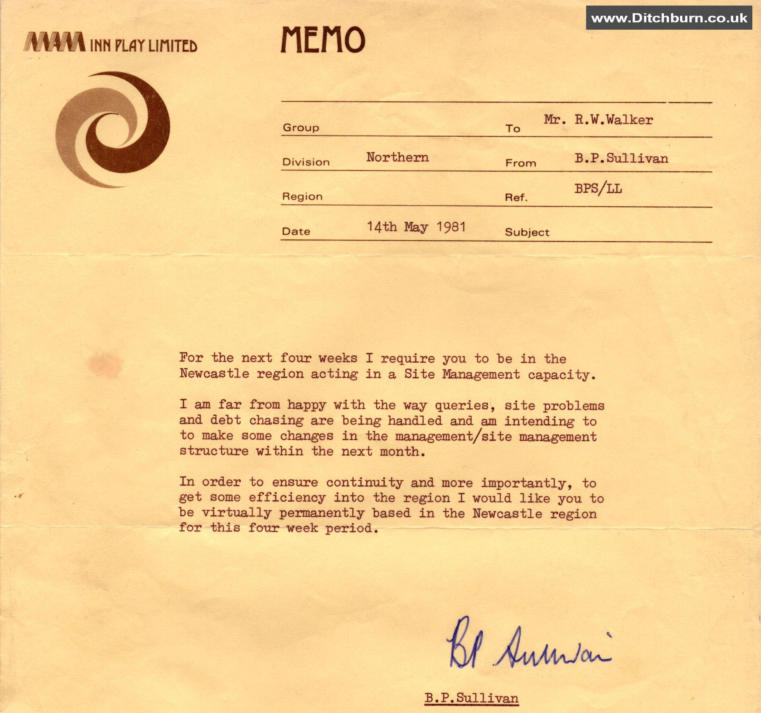 www.Ditchburn.co.uk
INN PLAY LIMITED
MEMO
Group
To Mr. R.W.Walker
Division Northern
From B.P.Sullivan
Region
Ref. BPS/LL
Date 14th May 1981
Subject
For the next four weeks I require you to be in the
Newcastle region acting in a Site Management capacity.
I am far from happy with the way queries, site problems
and debt chasing are being handled and am intending to
to make some changes in the management/site management
structure within the next month.
In order to ensure continuity and more importantly, to
get some efficiency into the region I would like you to
be virtually permanently based in the Newcastle region
for this four week period.
B.P.Sullivan